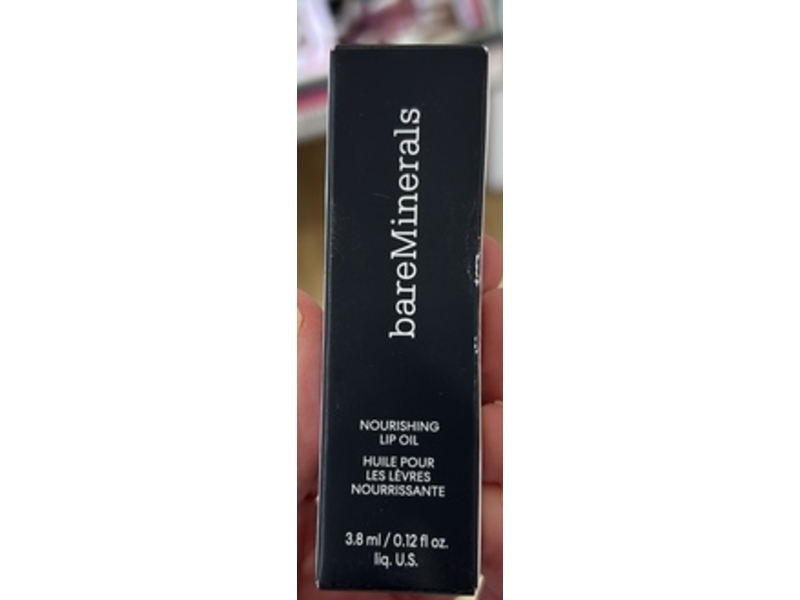 bareMinerals
NOURISHING
LIP OIL
HUILE POUR
LES LÈVRES
NOURRISSANTE
3.8 ml / 0.12 fl oz.
liq. U.S.